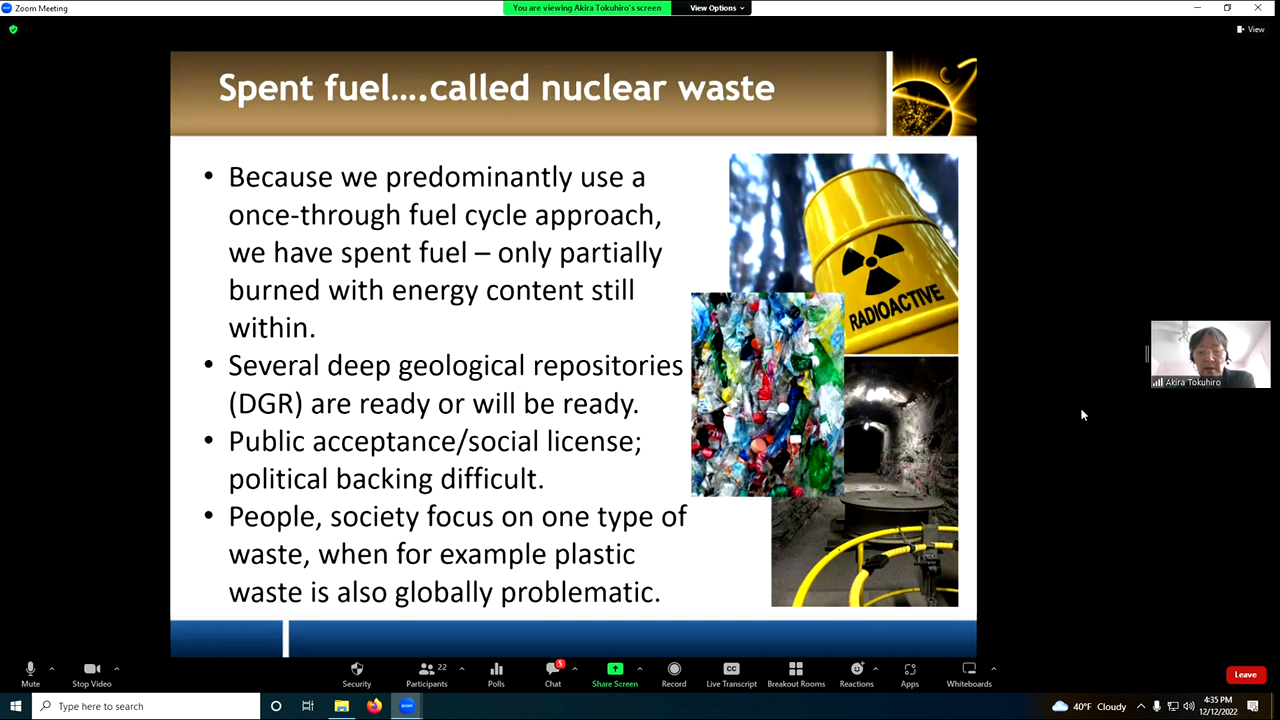 Zoom Meeting
You are viewing Akira Tokuhiro's screen
View Options
View
Spent fuel....called nuclear waste
• Because we predominantly use a
once-through fuel cycle approach,
we have spent fuel – only partially
burned with energy content still
within.
• Several deep geological repositories
(DGR) are ready or will be ready.
• Public acceptance/social license;
political backing difficult.
• People, society focus on one type of
waste, when for example plastic
waste is also globally problematic.
RADIOACTIVE
Akira Tokuhiro
Mute
Stop Video
Security
Participants
22
Polls
Chat
5
Share Screen
Record
Live Transcript
Breakout Rooms
Reactions
Apps
Whiteboards
Leave
Type here to search
40°F Cloudy
4:35 PM
12/12/2022